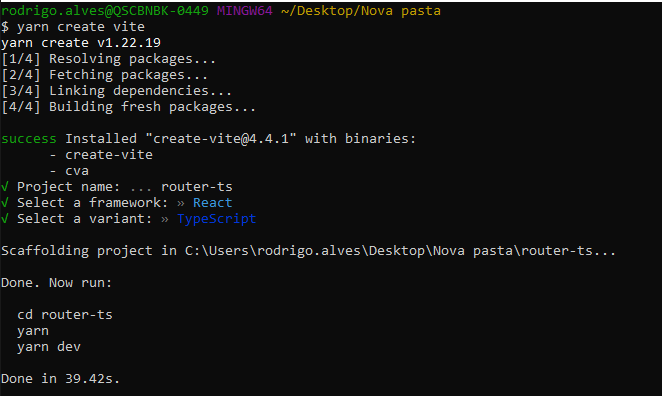 rodrigo.alves@QSCBNBK-0449 MINGW64 ~/Desktop/Nova pasta
$ yarn create vite
yarn create v1.22.19
[1/4] Resolving packages...
[2/4] Fetching packages...
[3/4] Linking dependencies...
[4/4] Building fresh packages...
success Installed "create-vite@4.4.1" with binaries:
      - create-vite
      - cva
√ Project name: ... router-ts
√ Select a framework: » React
√ Select a variant: » TypeScript
Scaffolding project in C:\Users\rodrigo.alves\Desktop\Nova pasta\router-ts...
Done. Now run:
  cd router-ts
  yarn
  yarn dev
Done in 39.42s.